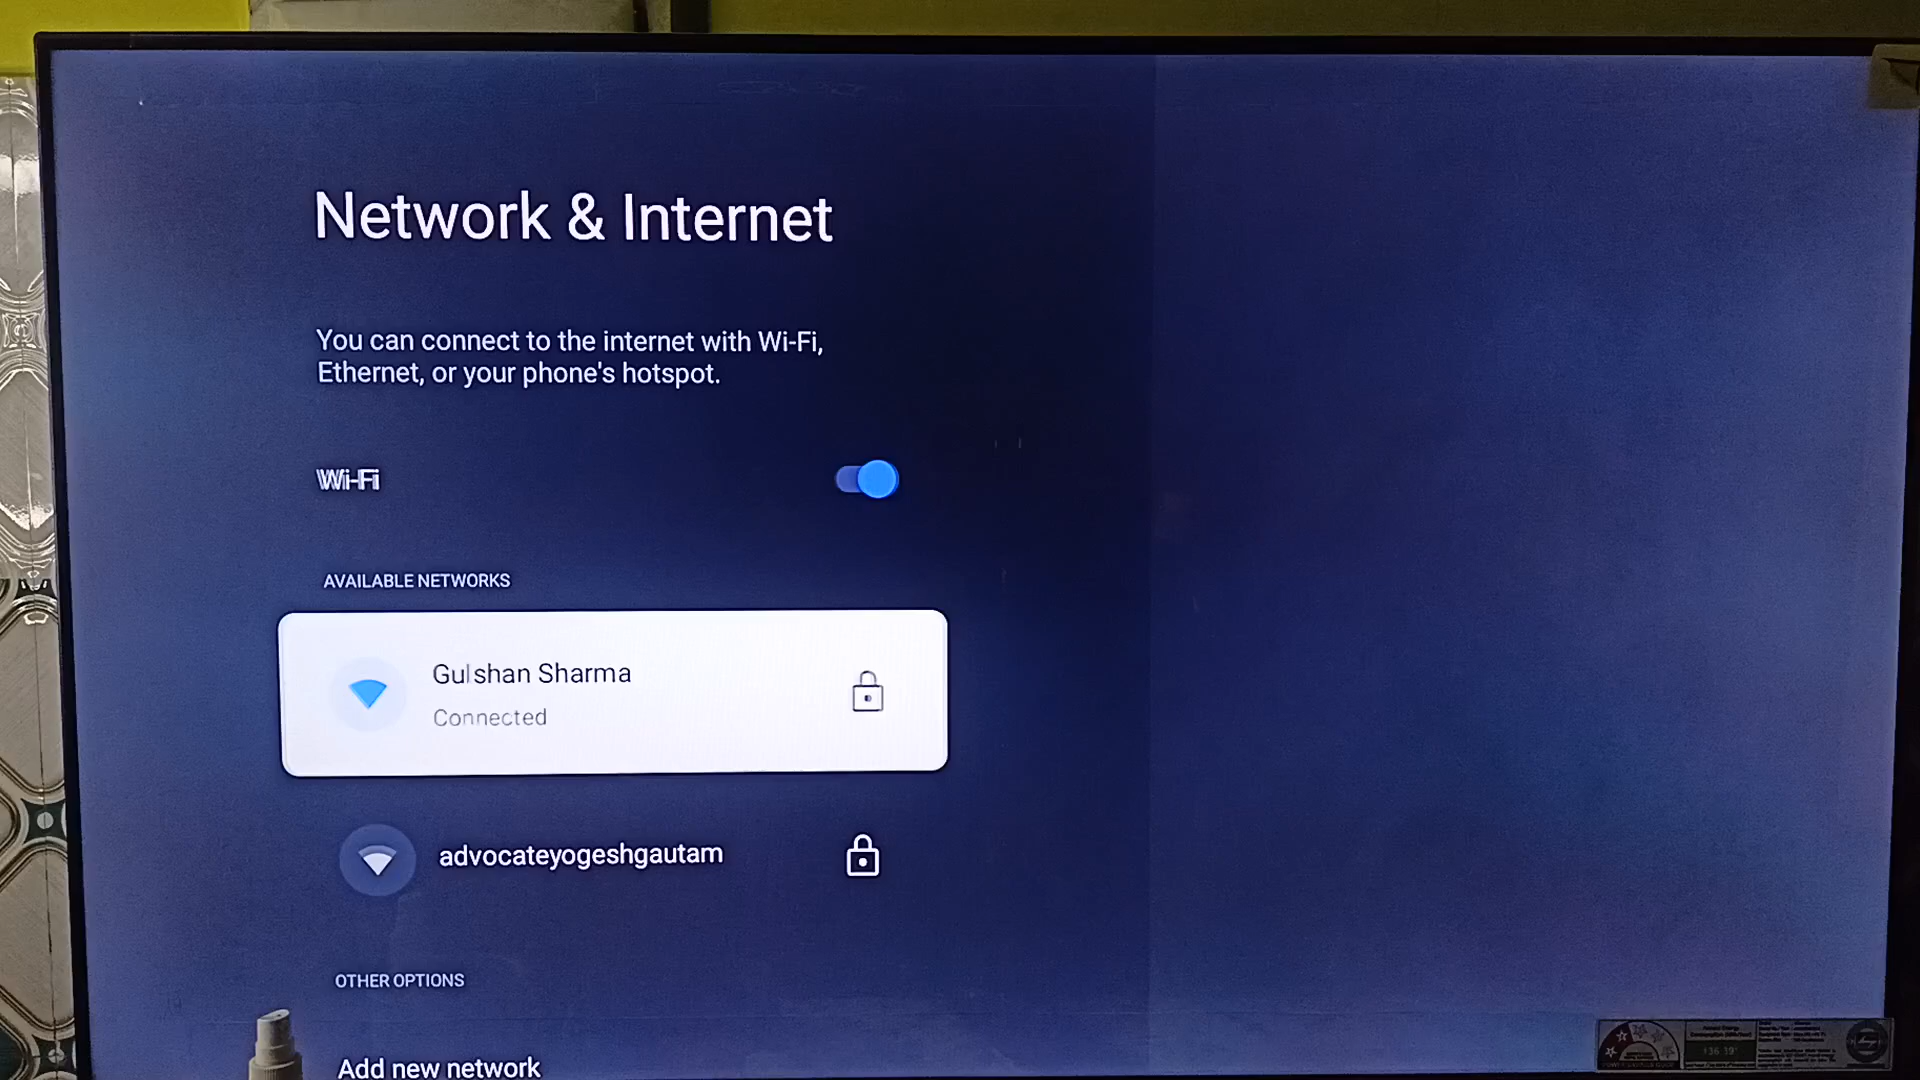 Network & Internet
You can connect to the internet with Wi-Fi,
Ethernet, or your phone's hotspot.
Wi-Fi
AVAILABLE NETWORKS
Gulshan Sharma
Connected
advocateyogeshgautam
OTHER OPTIONS
Add new network